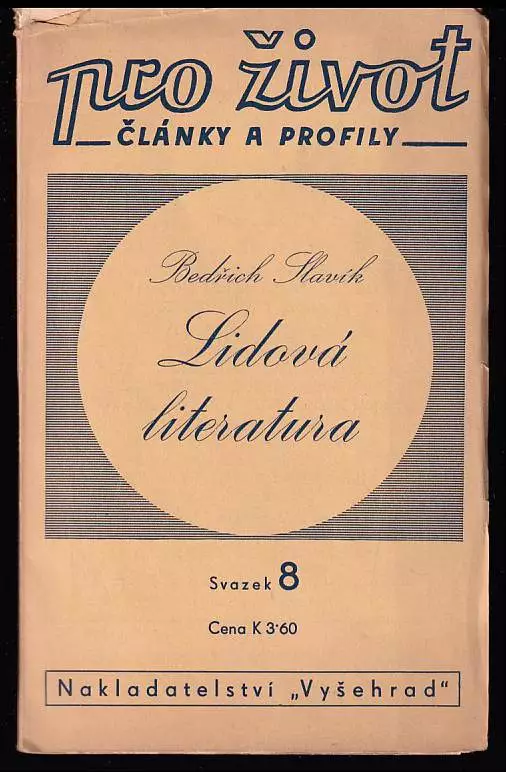 pro život
ČLÁNKY A PROFILY
Bedřich Slavík
Lidová
literatura
Svazek 8
Cena K 3·60
Nakladatelství „Vyšehrad"